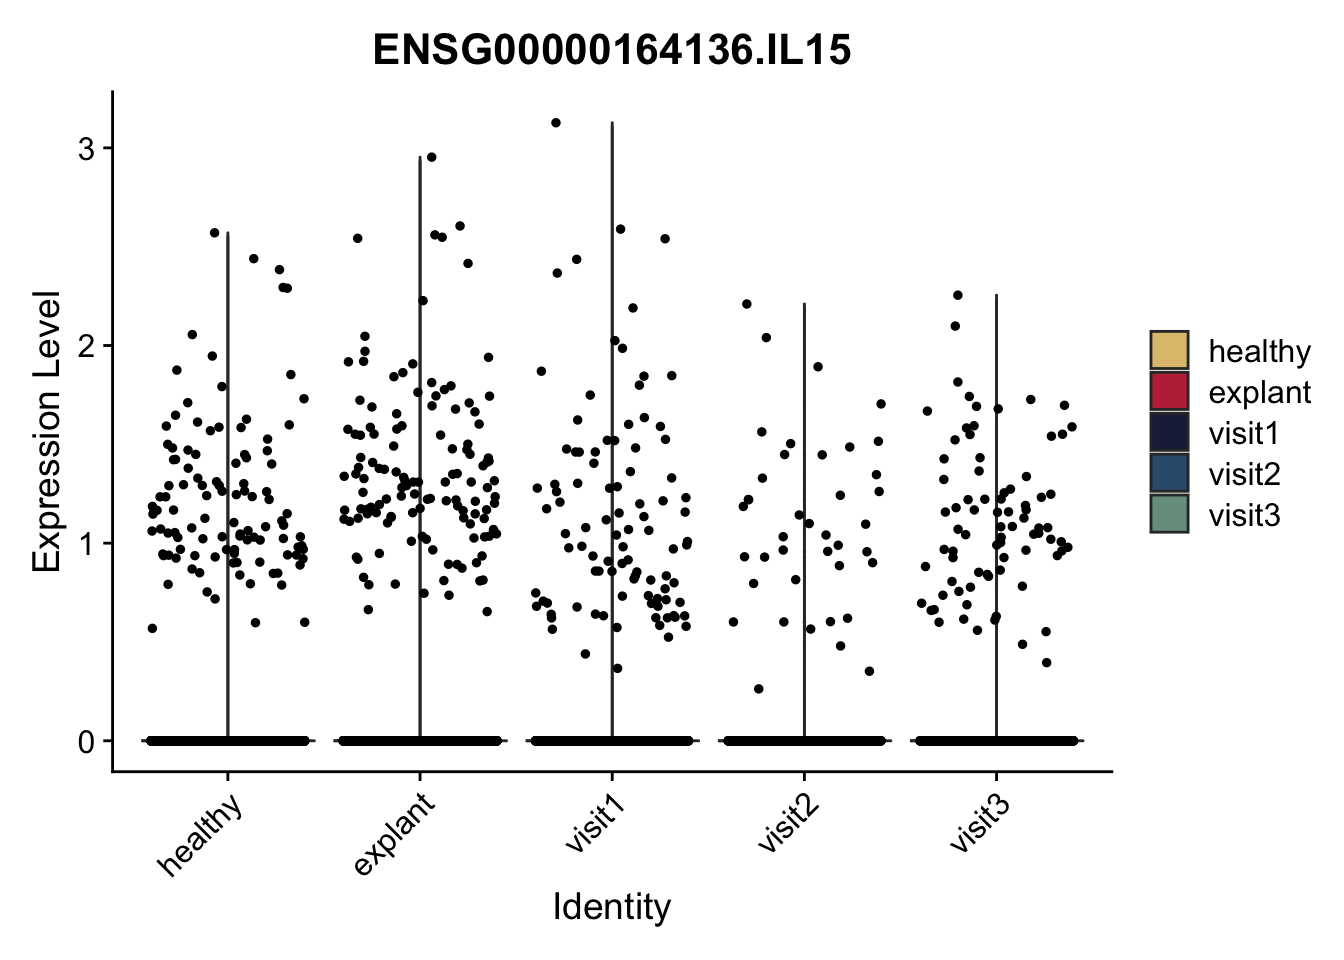 ENSG00000164136.IL15
Expression Level
3
2
1
0
healthy
explant
visit1
visit2
visit3
Identity
healthy
explant
visit1
visit2
visit3